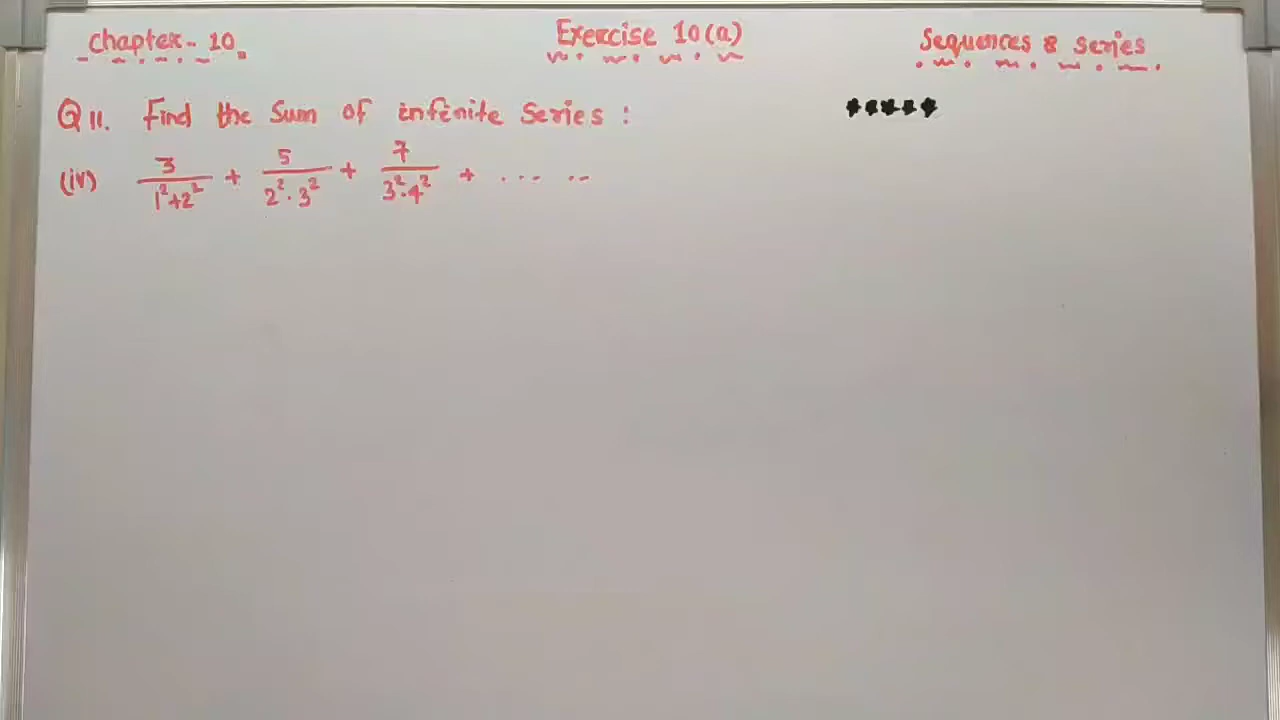 Chapter - 10. Exercise 10(a) Sequences & Series
Q 11. Find the Sum of infinite Series :
(iv) 3/(1²+2²) + 5/(2² . 3²) + 7/(3² . 4²) + ... ..